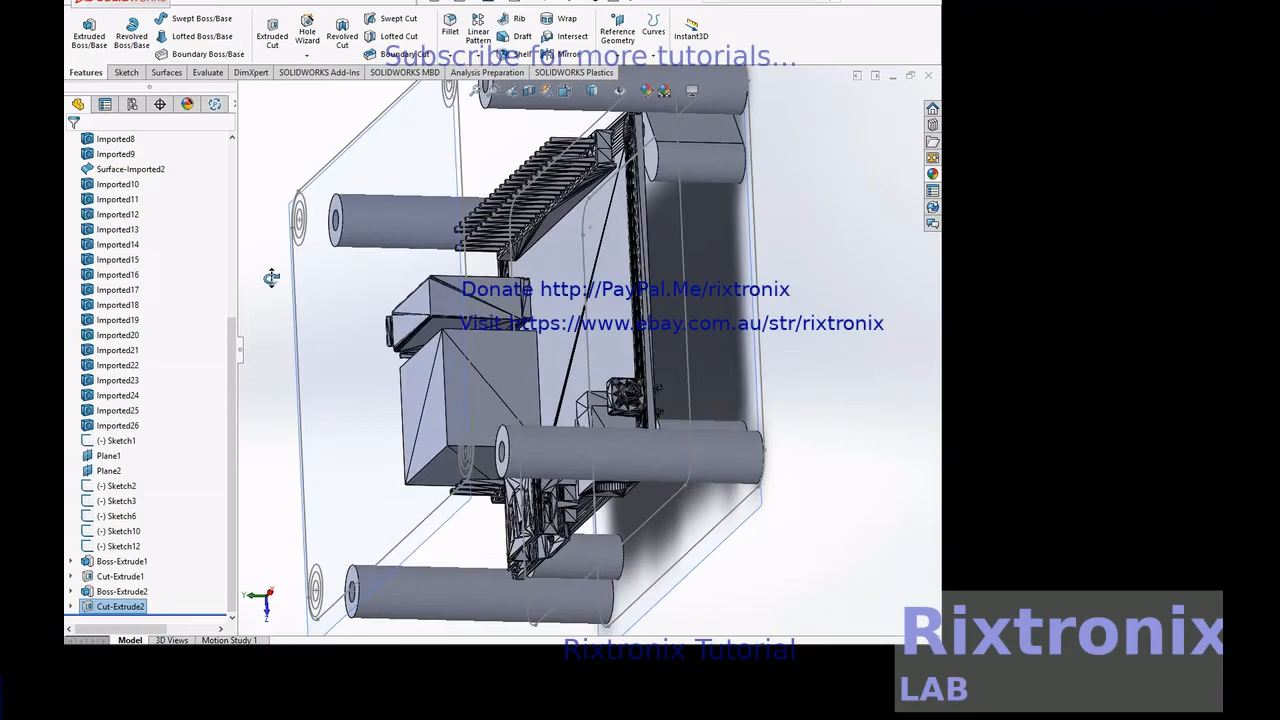 Swept Boss/Base
Swept Cut
Rib
Wrap
Extruded Boss/Base
Revolved Boss/Base
Lofted Boss/Base
Extruded Cut
Hole Wizard
Revolved Cut
Lofted Cut
Fillet
Linear Pattern
Draft
Intersect
Reference Geometry
Curves
Instant3D
Boundary Boss/Base
Boundary Cut
Shell
Mirror
Subscribe for more tutorials...
Features
Sketch
Surfaces
Evaluate
DimXpert
SOLIDWORKS Add-Ins
SOLIDWORKS MBD
Analysis Preparation
SOLIDWORKS Plastics
Imported8
Imported9
Surface-Imported2
Imported10
Imported11
Imported12
Imported13
Imported14
Imported15
Imported16
Imported17
Imported18
Imported19
Imported20
Imported21
Imported22
Imported23
Imported24
Imported25
Imported26
(-) Sketch1
Plane1
Plane2
(-) Sketch2
(-) Sketch3
(-) Sketch6
(-) Sketch10
(-) Sketch12
Boss-Extrude1
Cut-Extrude1
Boss-Extrude2
Cut-Extrude2
Donate http://PayPal.Me/rixtronix
Visit https://www.ebay.com.au/str/rixtronix
Y
Z
Model
3D Views
Motion Study 1
Rixtronix Tutorial
Rixtronix
LAB